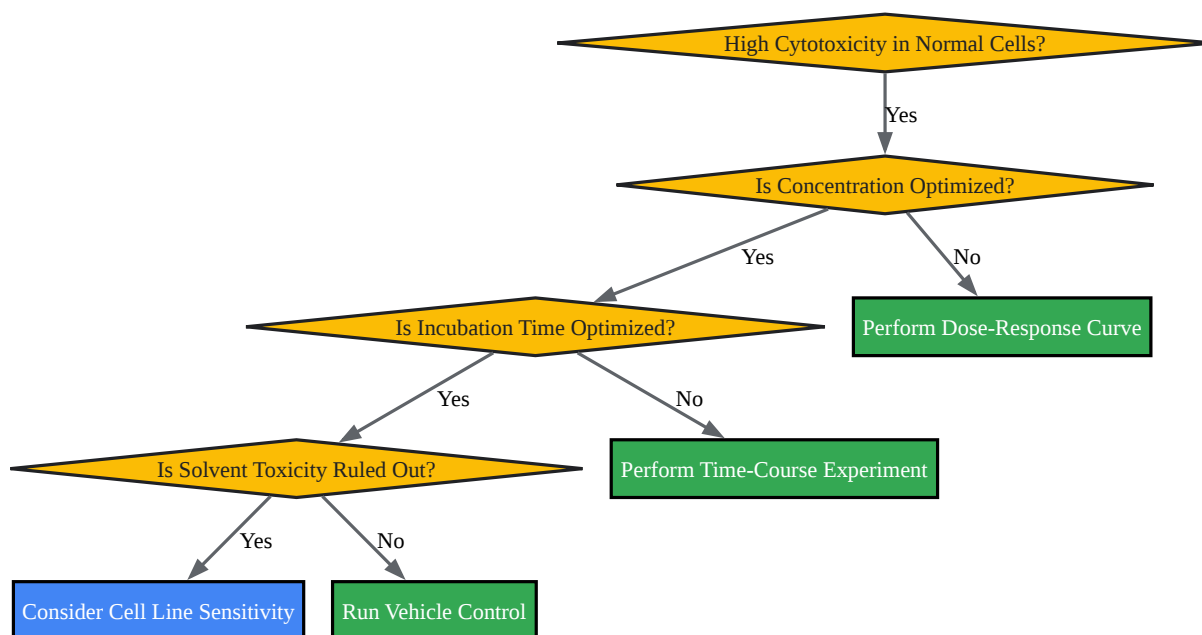 High Cytotoxicity in Normal Cells?
Yes
Is Concentration Optimized?
Yes
No
Is Incubation Time Optimized?
Perform Dose-Response Curve
Yes
No
Is Solvent Toxicity Ruled Out?
Perform Time-Course Experiment
Yes
No
Consider Cell Line Sensitivity
Run Vehicle Control